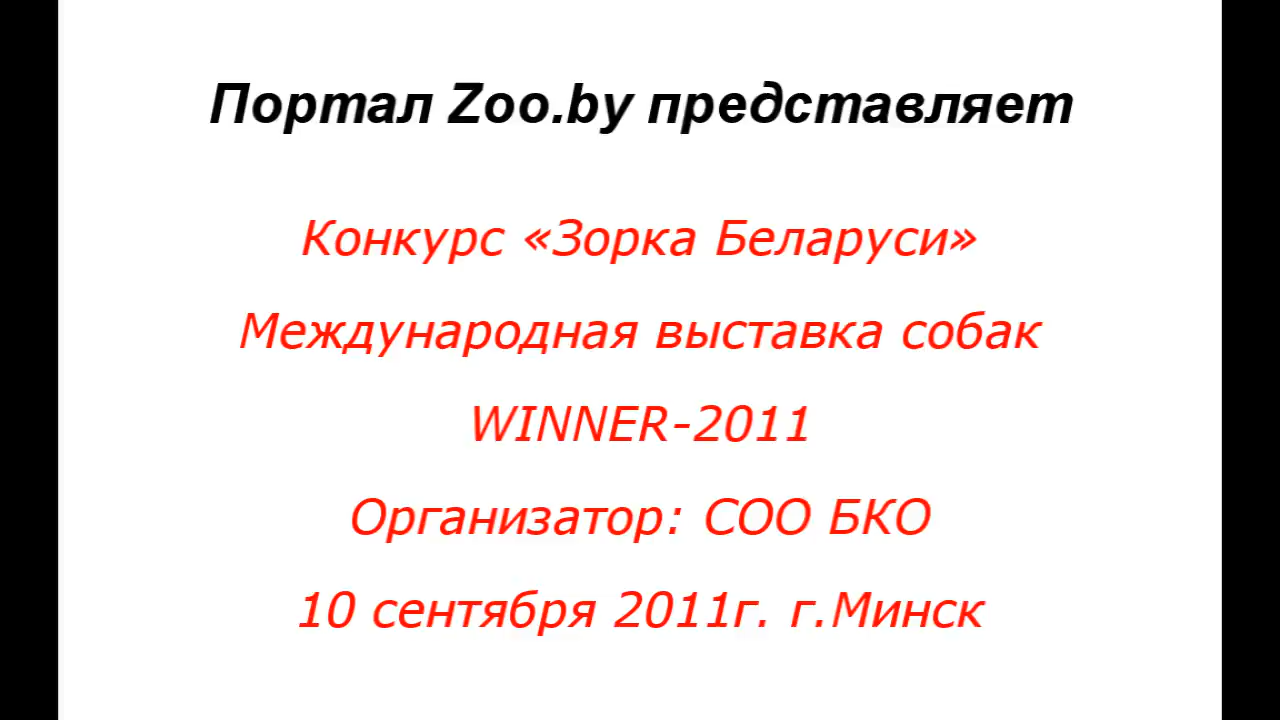 Портал Zoo.by представляет
Конкурс «Зорка Беларуси»
Международная выставка собак
WINNER-2011
Организатор: СОО БКО
10 сентября 2011г. г.Минск